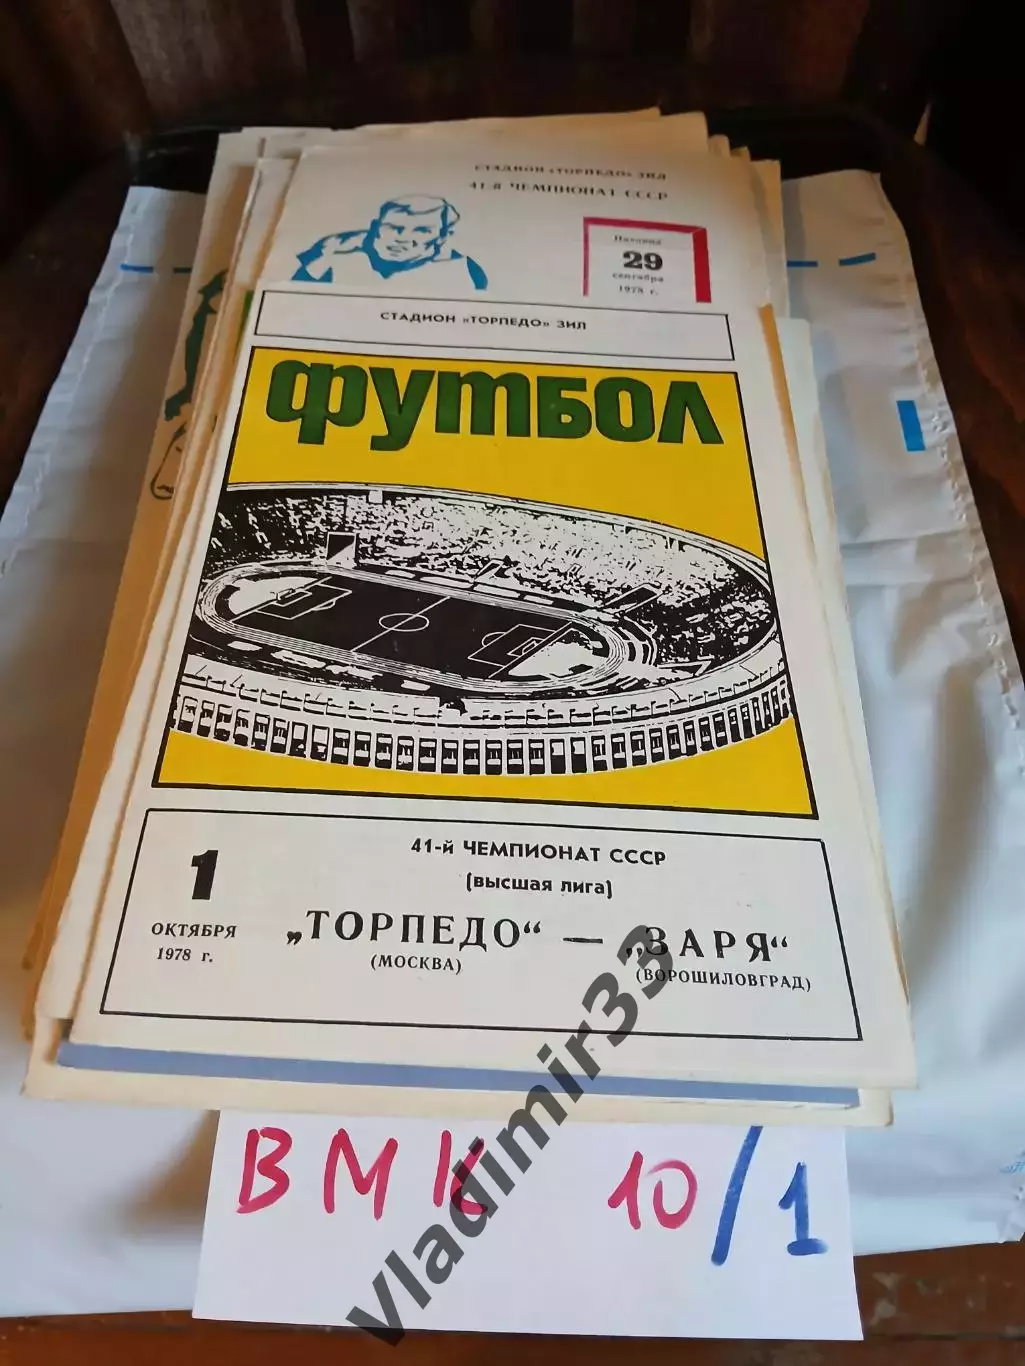 СТАДИОН «ТОРПЕДО» ЗИЛ
41-й ЧЕМПИОНАТ СССР
Пятница
29
сентября
1978 г.
СТАДИОН „ТОРПЕДО“ ЗИЛ
ФУТБОЛ
41-й ЧЕМПИОНАТ СССР
(ВЫСШАЯ ЛИГА)
1
ОКТЯБРЯ
1978 г.
„ТОРПЕДО“ — „ЗАРЯ“
(МОСКВА) (ВОРОШИЛОВГРАД)
ВМК 10/1
Vladimir33